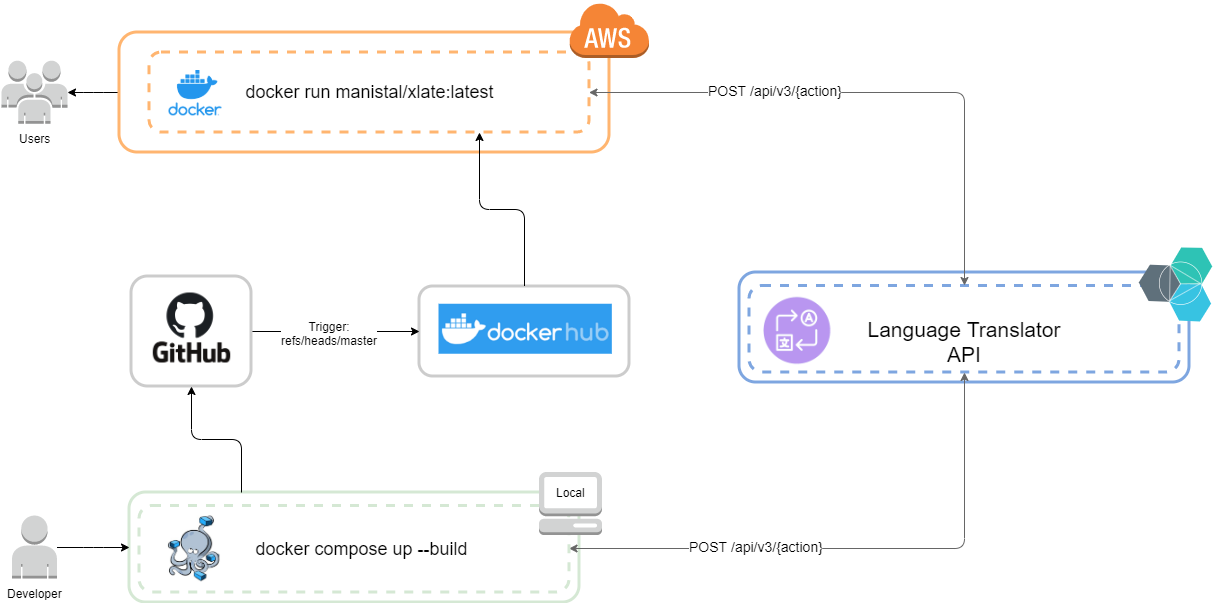 AWS
docker
docker run manistal/xlate:latest
POST /api/v3/{action}
Users
GitHub
Trigger:
refs/heads/master
docker hub
Language Translator
API
文
A
Local
docker compose up --build
POST /api/v3/{action}
Developer